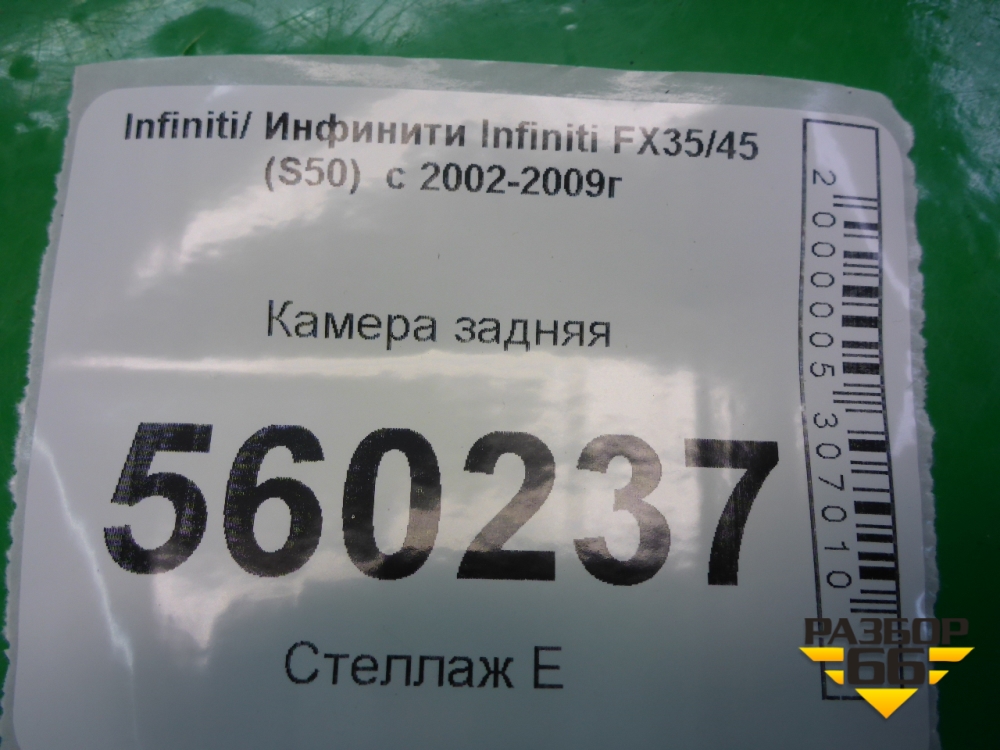 Infiniti/ Инфинити Infiniti FX35/45
(S50) с 2002-2009г
Камера задняя
560237
Стеллаж Е
2000005307010
РАЗБОР
66